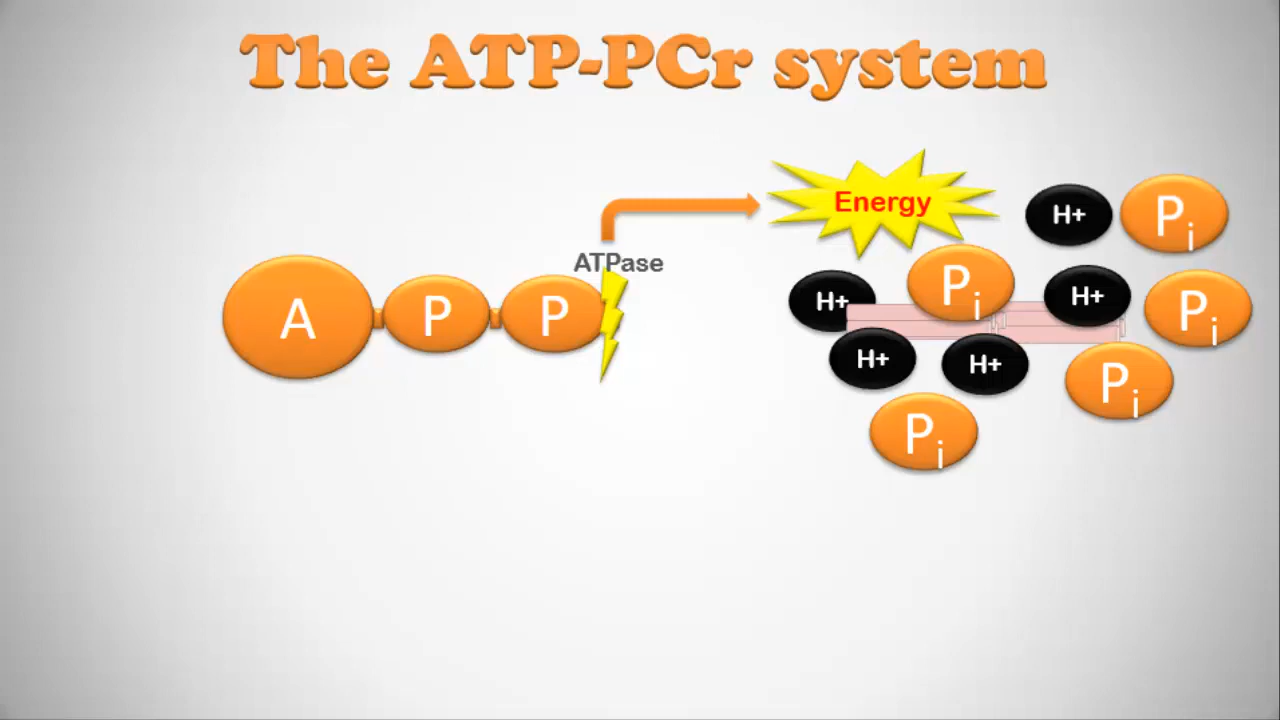 The ATP-PCr system
Energy
H+
Pi
ATPase
A
P
P
H+
Pi
H+
Pi
H+
H+
Pi
Pi